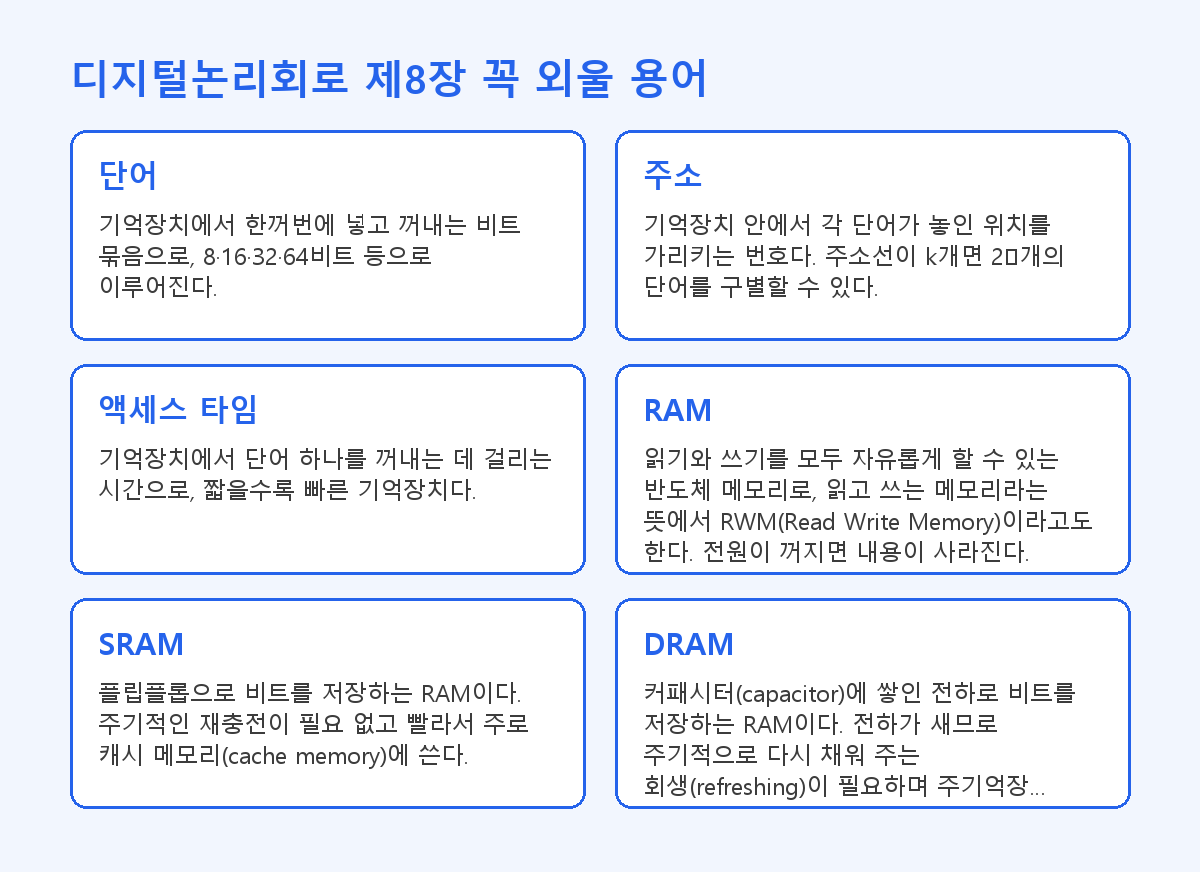 디지털논리회로 제8장 꼭 외울 용어
단어
기억장치에서 한꺼번에 넣고 꺼내는 비트
묶음으로, 8·16·32·64비트 등으로
이루어진다.
주소
기억장치 안에서 각 단어가 놓인 위치를
가리키는 번호다. 주소선이 k개면 2▯개의
단어를 구별할 수 있다.
액세스 타임
기억장치에서 단어 하나를 꺼내는 데 걸리는
시간으로, 짧을수록 빠른 기억장치다.
RAM
읽기와 쓰기를 모두 자유롭게 할 수 있는
반도체 메모리로, 읽고 쓰는 메모리라는
뜻에서 RWM(Read Write Memory)이라고도
한다. 전원이 꺼지면 내용이 사라진다.
SRAM
플립플롭으로 비트를 저장하는 RAM이다.
주기적인 재충전이 필요 없고 빨라서 주로
캐시 메모리(cache memory)에 쓴다.
DRAM
커패시터(capacitor)에 쌓인 전하로 비트를
저장하는 RAM이다. 전하가 새므로
주기적으로 다시 채워 주는
회생(refreshing)이 필요하며 주기억장...